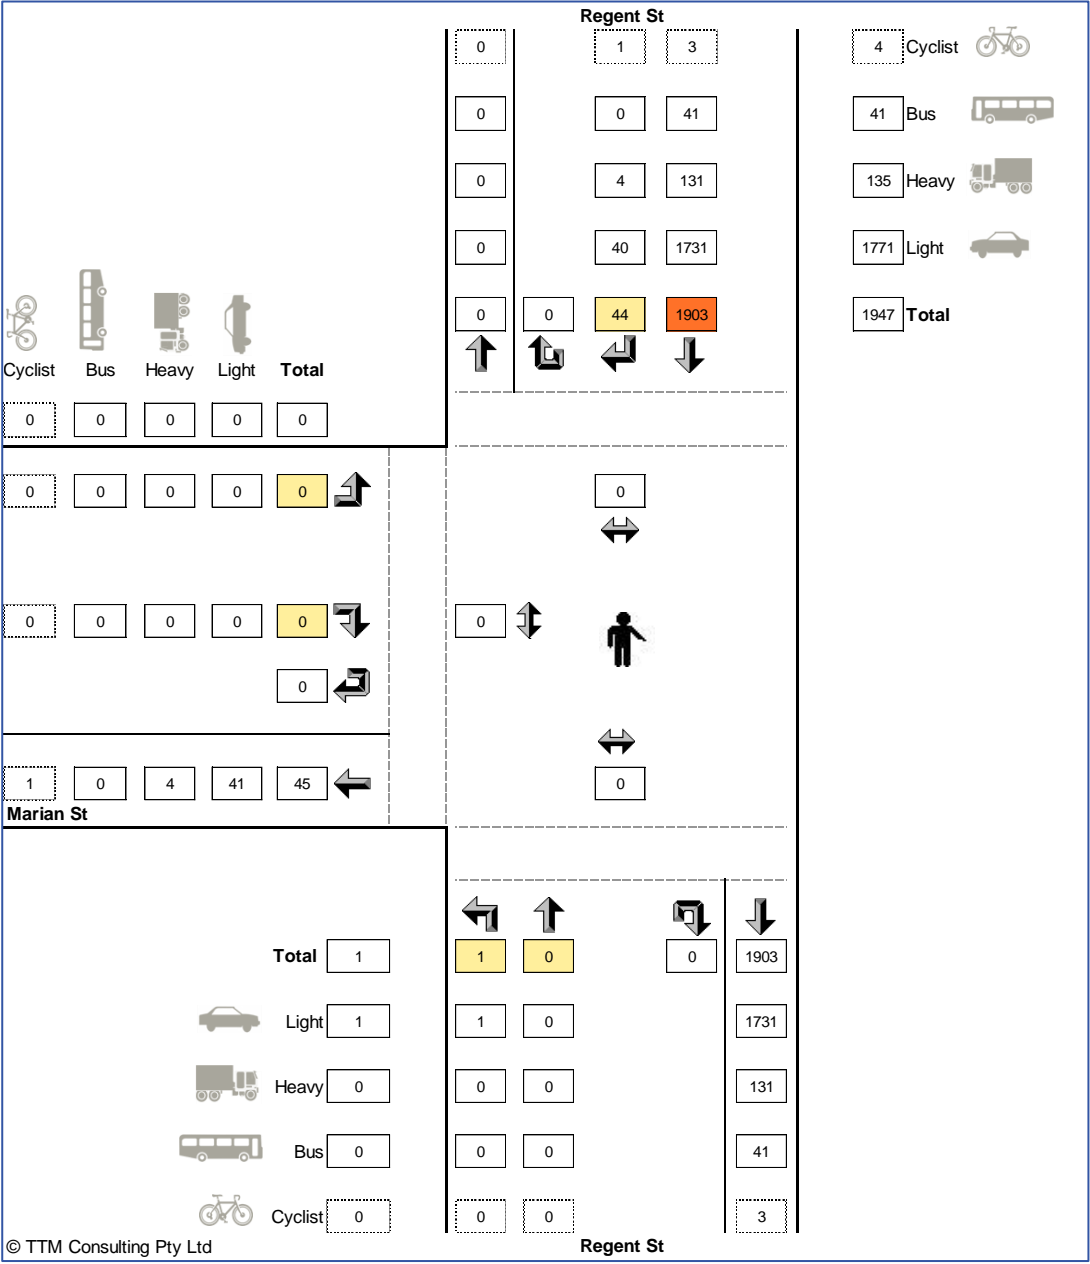 Regent St
0 1 3 4 Cyclist
0 0 41 41 Bus
0 4 131 135 Heavy
0 40 1731 1771 Light
0 0 44 1903 1947 Total
Cyclist Bus Heavy Light Total
0 0 0 0 0
0 0 0 0 0 0
0 0 0 0 0 0
0
1 0 4 41 45 0
Marian St
Total 1 1 0 0 1903
Light 1 1 0 1731
Heavy 0 0 0 131
Bus 0 0 0 41
Cyclist 0 0 0 3
© TTM Consulting Pty Ltd Regent St